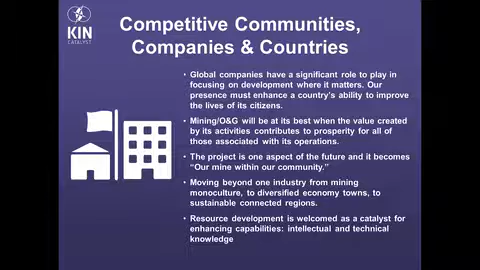 KIN
CATALYST
Competitive Communities,
Companies & Countries
• Global companies have a significant role to play in
focusing on development where it matters. Our
presence must enhance a country's ability to improve
the lives of its citizens.
• Mining/O&G will be at its best when the value created
by its activities contributes to prosperity for all of
those associated with its operations.
• The project is one aspect of the future and it becomes
"Our mine within our community."
• Moving beyond one industry from mining
monoculture, to diversified economy towns, to
sustainable connected regions.
• Resource development is welcomed as a catalyst for
enhancing capabilities: intellectual and technical
knowledge